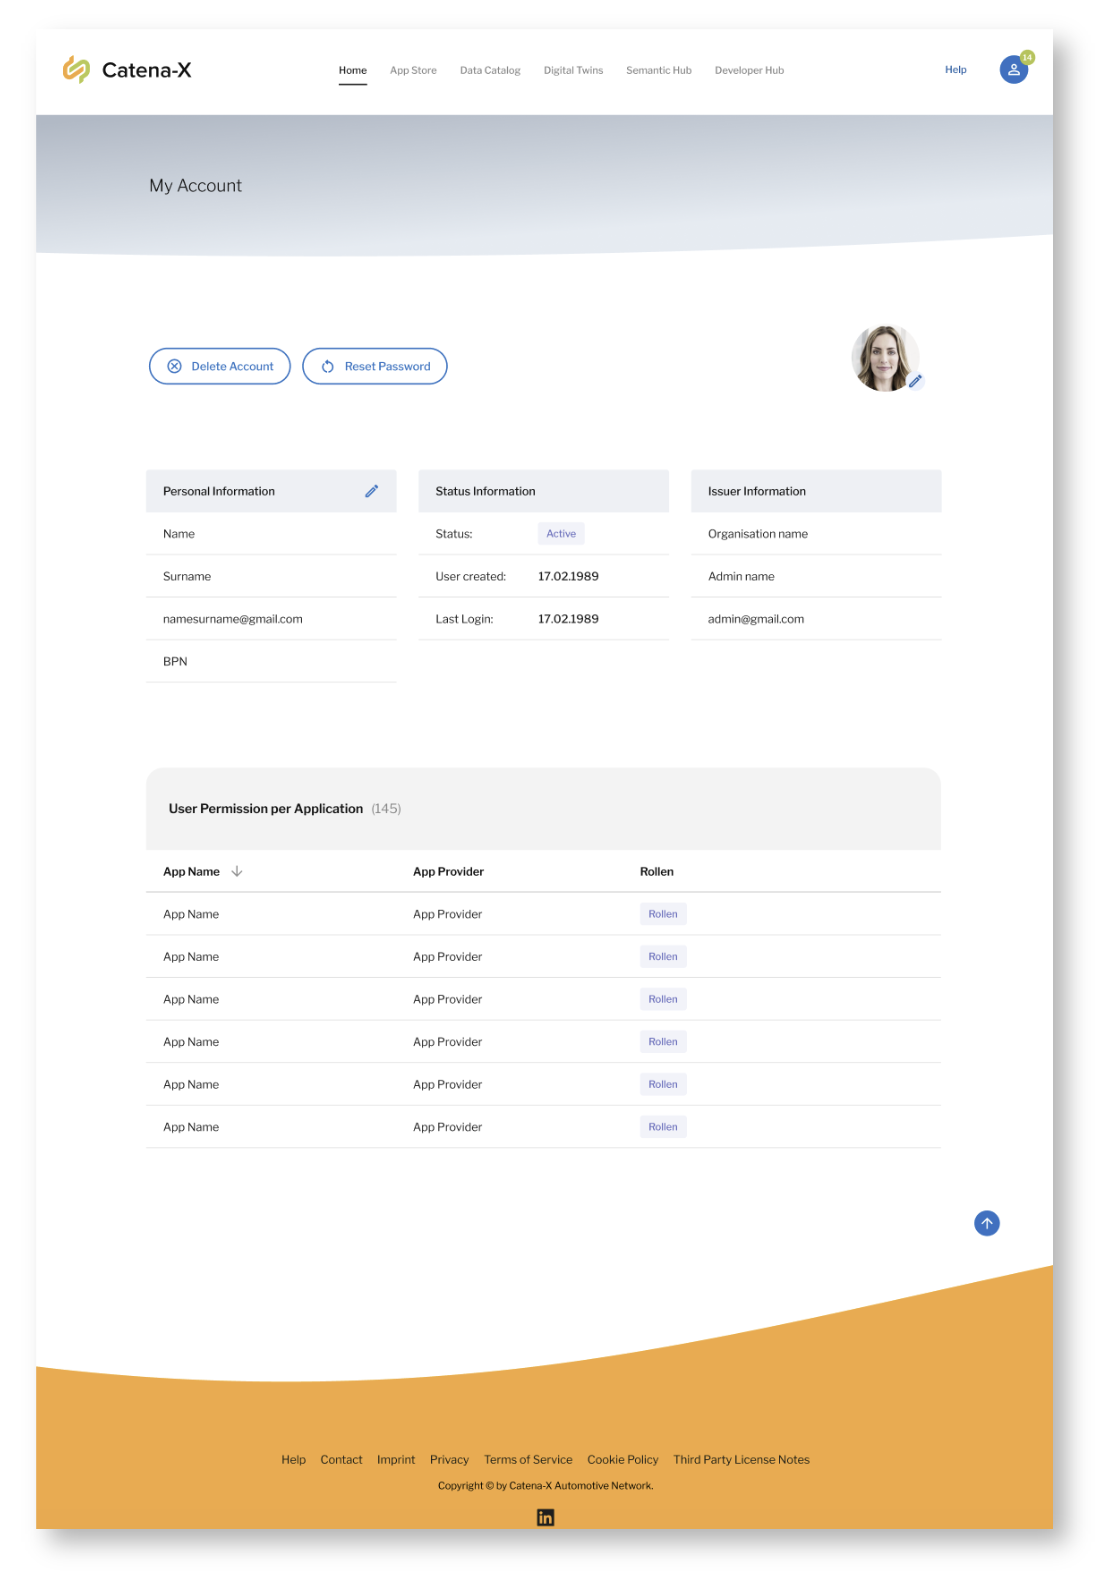 Catena-X
Home App Store Data Catalog Digital Twins Semantic Hub Developer Hub
Help
14
My Account
Delete Account
Reset Password
Personal Information
Name
Surname
namesurname@gmail.com
BPN
Status Information
Status: Active
User created: 17.02.1989
Last Login: 17.02.1989
Issuer Information
Organisation name
Admin name
admin@gmail.com
User Permission per Application (145)
App Name App Provider Rollen
App Name App Provider Rollen
App Name App Provider Rollen
App Name App Provider Rollen
App Name App Provider Rollen
App Name App Provider Rollen
App Name App Provider Rollen
Help Contact Imprint Privacy Terms of Service Cookie Policy Third Party License Notes
Copyright © by Catena-X Automotive Network.
in